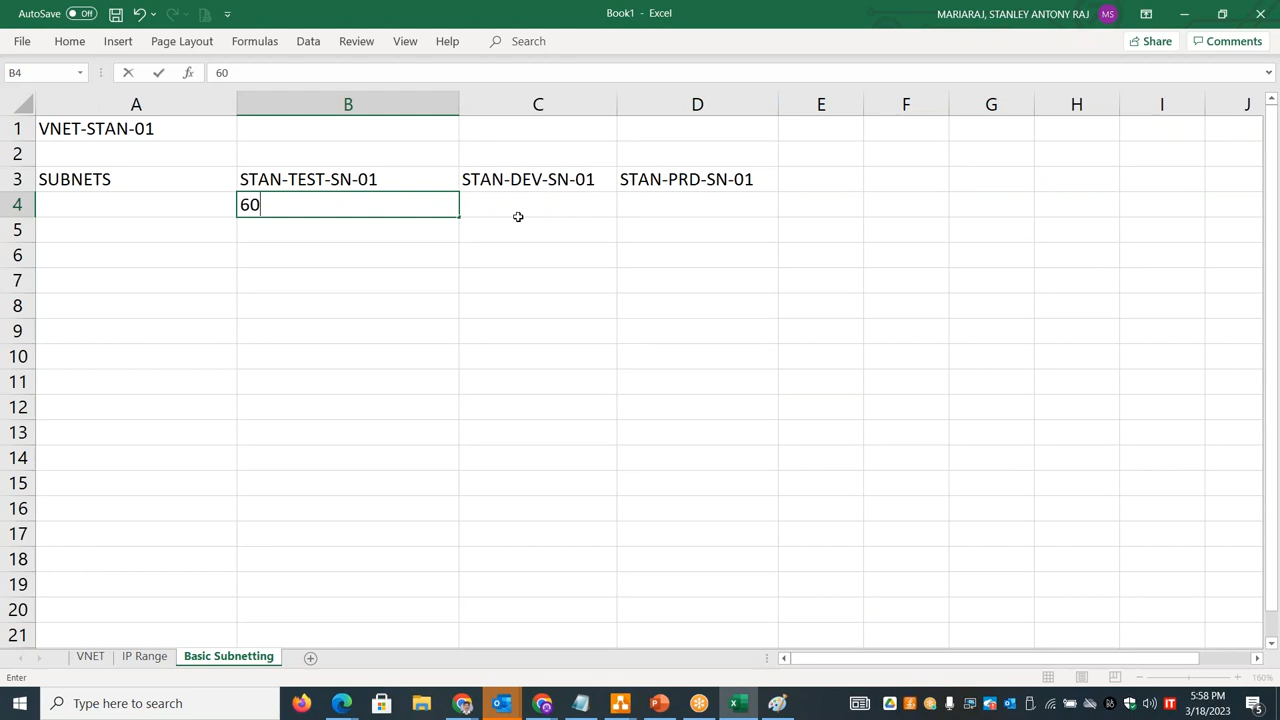 AutoSave Off Book1 - Excel MARIARAJ, STANLEY ANTONY RAJ MS
File Home Insert Page Layout Formulas Data Review View Help Search Share Comments
B4 fx 60
A B C D E F G H I J
1 VNET-STAN-01
2
3 SUBNETS STAN-TEST-SN-01 STAN-DEV-SN-01 STAN-PRD-SN-01
4 60
5
6
7
8
9
10
11
12
13
14
15
16
17
18
19
20
21
VNET IP Range Basic Subnetting
Enter 160%
Type here to search IT 5:58 PM
3/18/2023